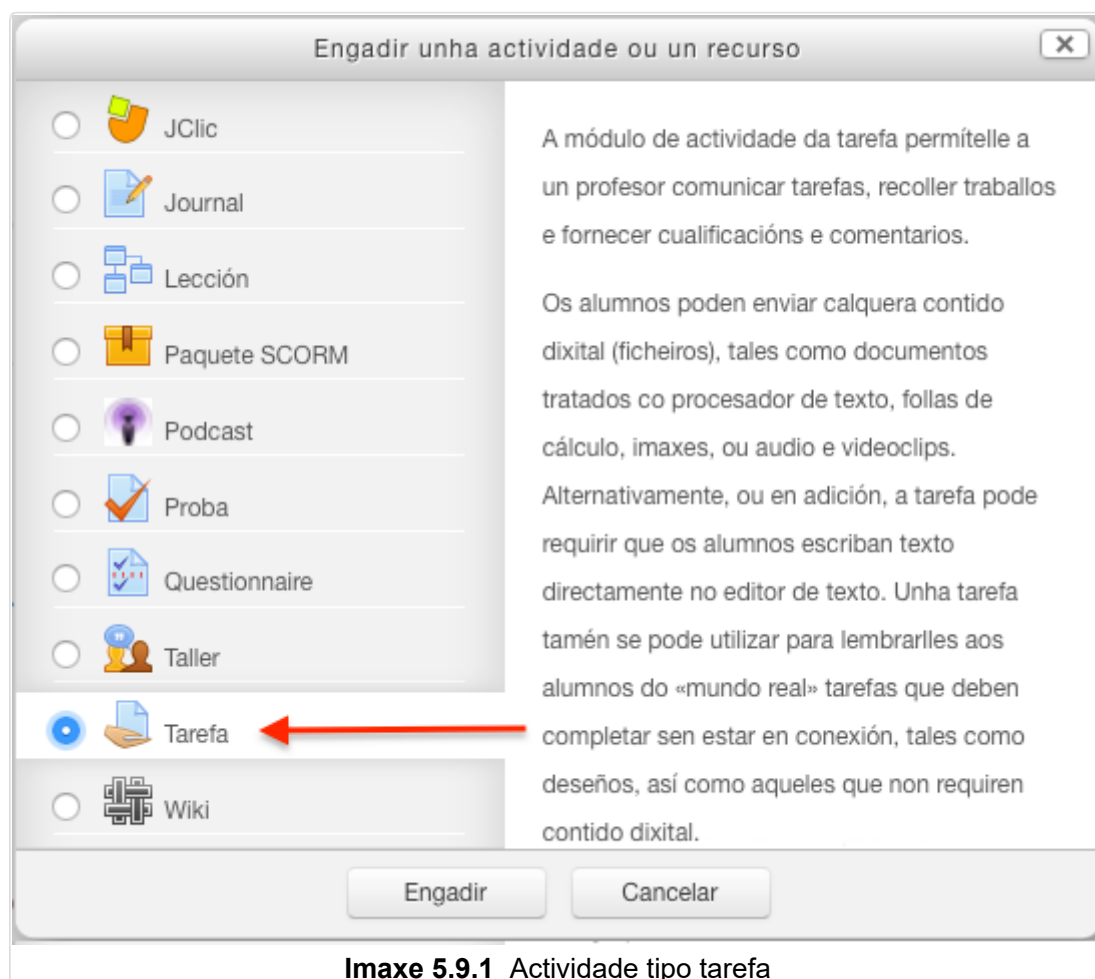 Engadir unha actividade ou un recurso
JClic
Journal
Lección
Paquete SCORM
Podcast
Proba
Questionnaire
Taller
Tarefa
Wiki
A módulo de actividade da tarefa permítelle a
un profesor comunicar tarefas, recoller traballos
e fornecer cualificacións e comentarios.
Os alumnos poden enviar calquera contido
dixital (ficheiros), tales como documentos
tratados co procesador de texto, follas de
cálculo, imaxes, ou audio e videoclips.
Alternativamente, ou en adición, a tarefa pode
requirir que os alumnos escriban texto
directamente no editor de texto. Unha tarefa
tamén se pode utilizar para lembrarlles aos
alumnos do «mundo real» tarefas que deben
completar sen estar en conexión, tales como
deseños, así como aqueles que non requiren
contido dixital.
Engadir
Cancelar
Imaxe 5.9.1 Actividade tipo tarefa